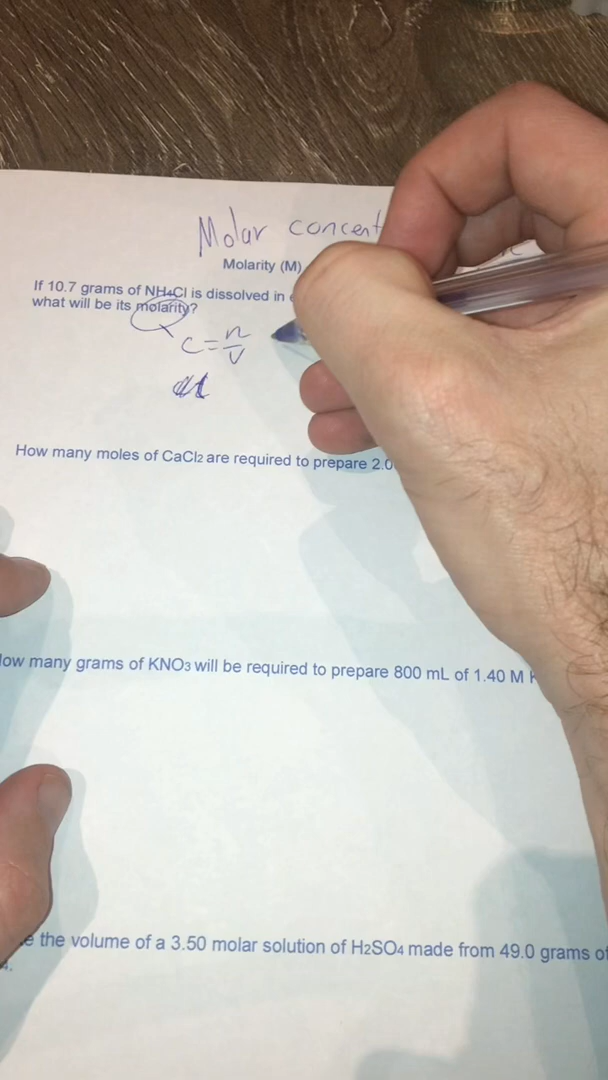 Molar concent
Molarity (M)
If 10.7 grams of NH4Cl is dissolved in
what will be its molarity?
c = n/v
How many moles of CaCl2 are required to prepare 2.0
ow many grams of KNO3 will be required to prepare 800 mL of 1.40 M
e the volume of a 3.50 molar solution of H2SO4 made from 49.0 grams of